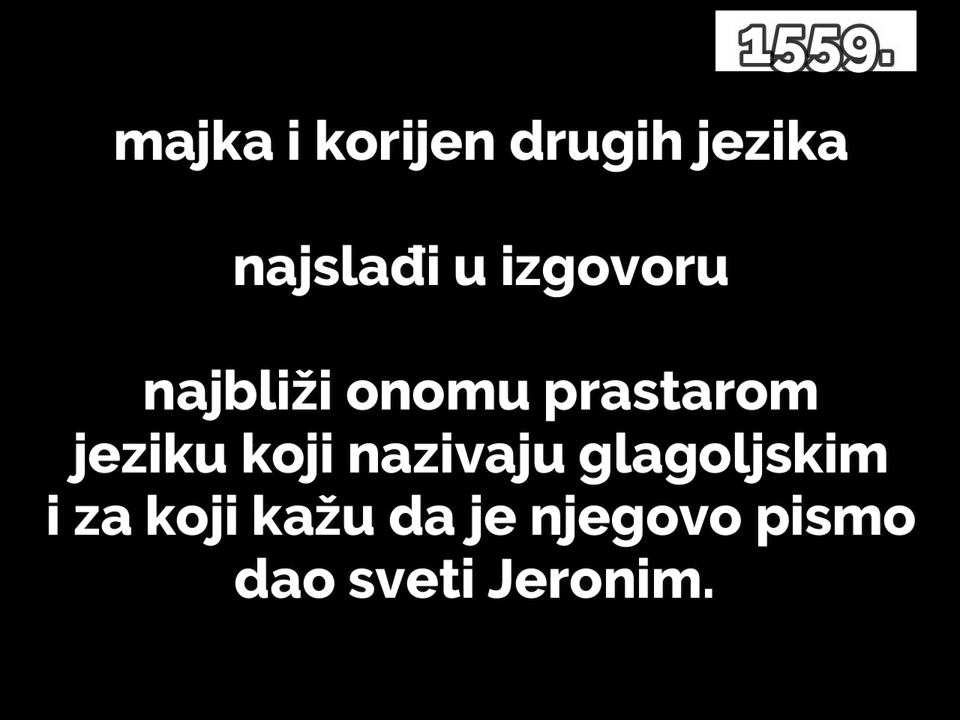 1559.
majka i korijen drugih jezika
najslađi u izgovoru
najbliži onomu prastarom
jeziku koji nazivaju glagoljskim
i za koji kažu da je njegovo pismo
dao sveti Jeronim.